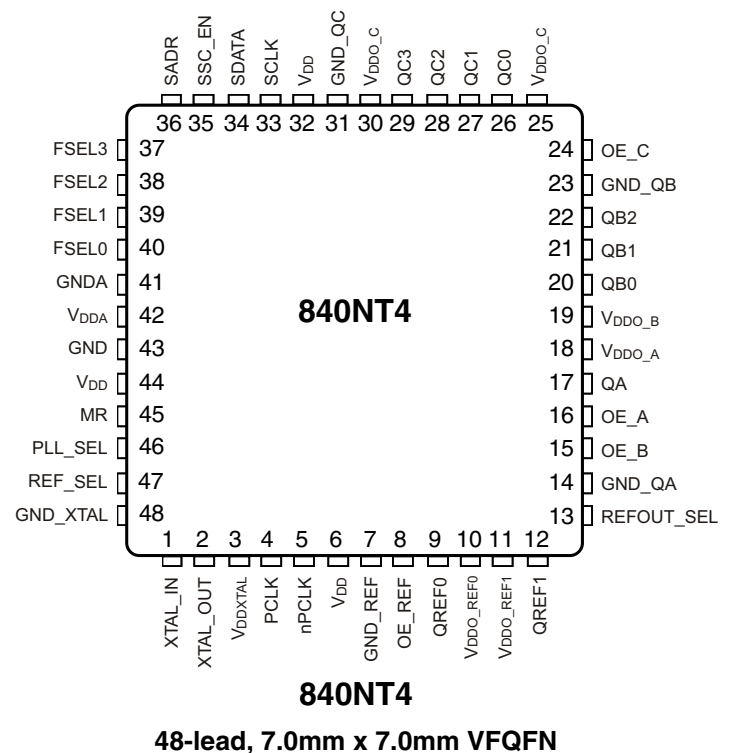 SADR SSC_EN SDATA SCLK VDD GND_QC VDDO_C QC3 QC2 QC1 QC0 VDDO_C
36 35 34 33 32 31 30 29 28 27 26 25
FSEL3 37 24 OE_C
FSEL2 38 23 GND_QB
FSEL1 39 22 QB2
FSEL0 40 21 QB1
GNDA 41 20 QB0
VDDA 42 840NT4 19 VDDO_B
GND 43 18 VDDO_A
VDD 44 17 QA
MR 45 16 OE_A
PLL_SEL 46 15 OE_B
REF_SEL 47 14 GND_QA
GND_XTAL 48 13 REFOUT_SEL
1 2 3 4 5 6 7 8 9 10 11 12
XTAL_IN XTAL_OUT VDDXTAL PCLK nPCLK VDD GND_REF OE_REF QREF0 VDDO_REF0 VDDO_REF1 QREF1
840NT4
48-lead, 7.0mm x 7.0mm VFQFN